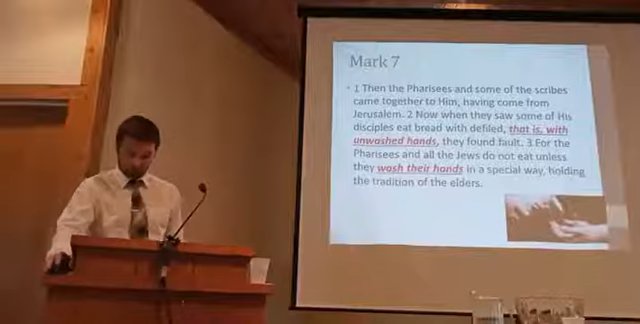 Mark 7
1 Then the Pharisees and some of the scribes
came together to Him, having come from
Jerusalem. 2 Now when they saw some of His
disciples eat bread with defiled, that is, with
unwashed hands, they found fault. 3 For the
Pharisees and all the Jews do not eat unless
they wash their hands in a special way, holding
the tradition of the elders.